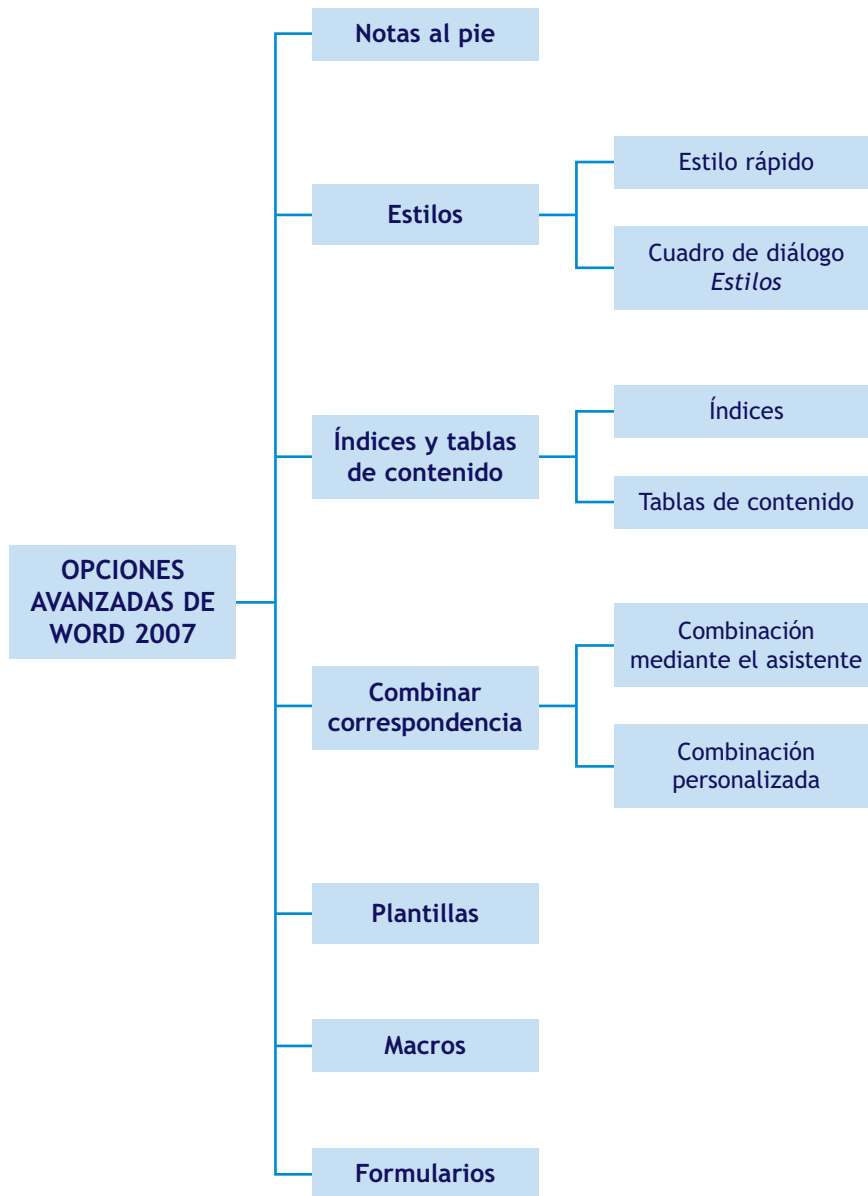 OPCIONES
AVANZADAS DE
WORD 2007
Notas al pie
Estilos
Estilo rápido
Cuadro de diálogo
Estilos
Índices y tablas
de contenido
Índices
Tablas de contenido
Combinar
correspondencia
Combinación
mediante el asistente
Combinación
personalizada
Plantillas
Macros
Formularios